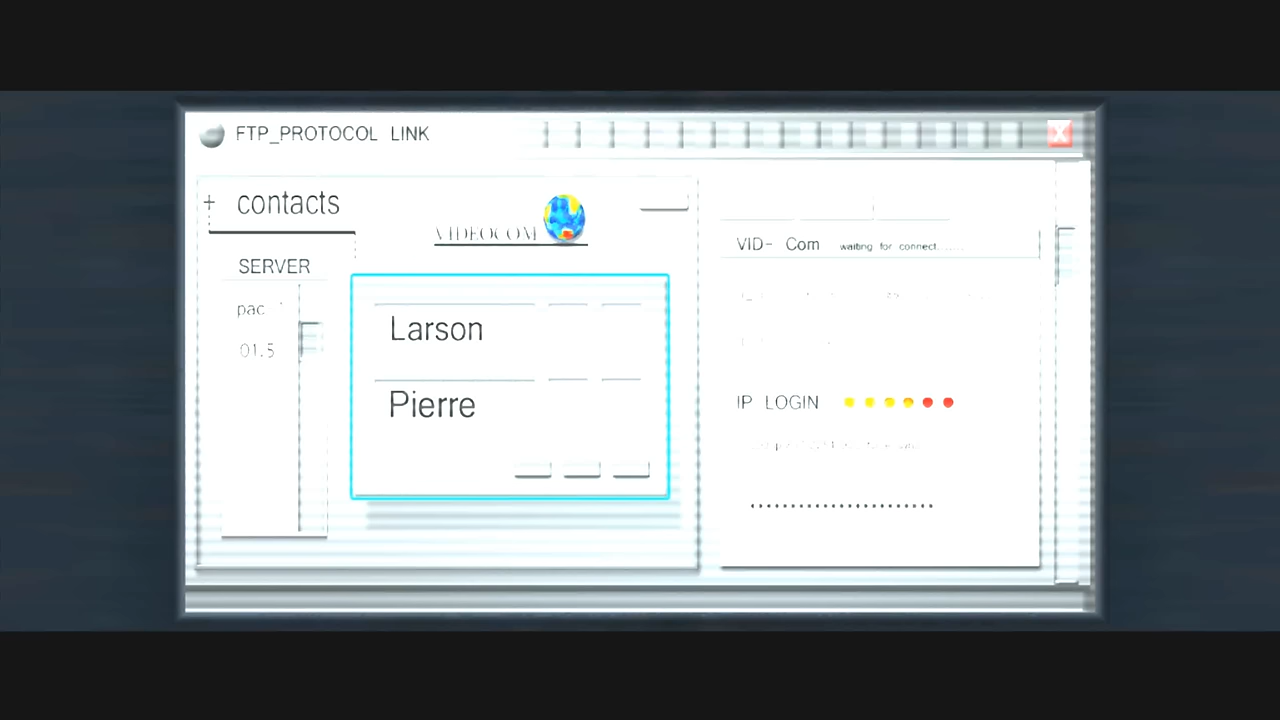 FTP_PROTOCOL LINK
X
+ contacts
VIDEOCOM
SERVER
pac
01.5
Larson
Pierre
VID- Com waiting for connect.......
IP LOGIN